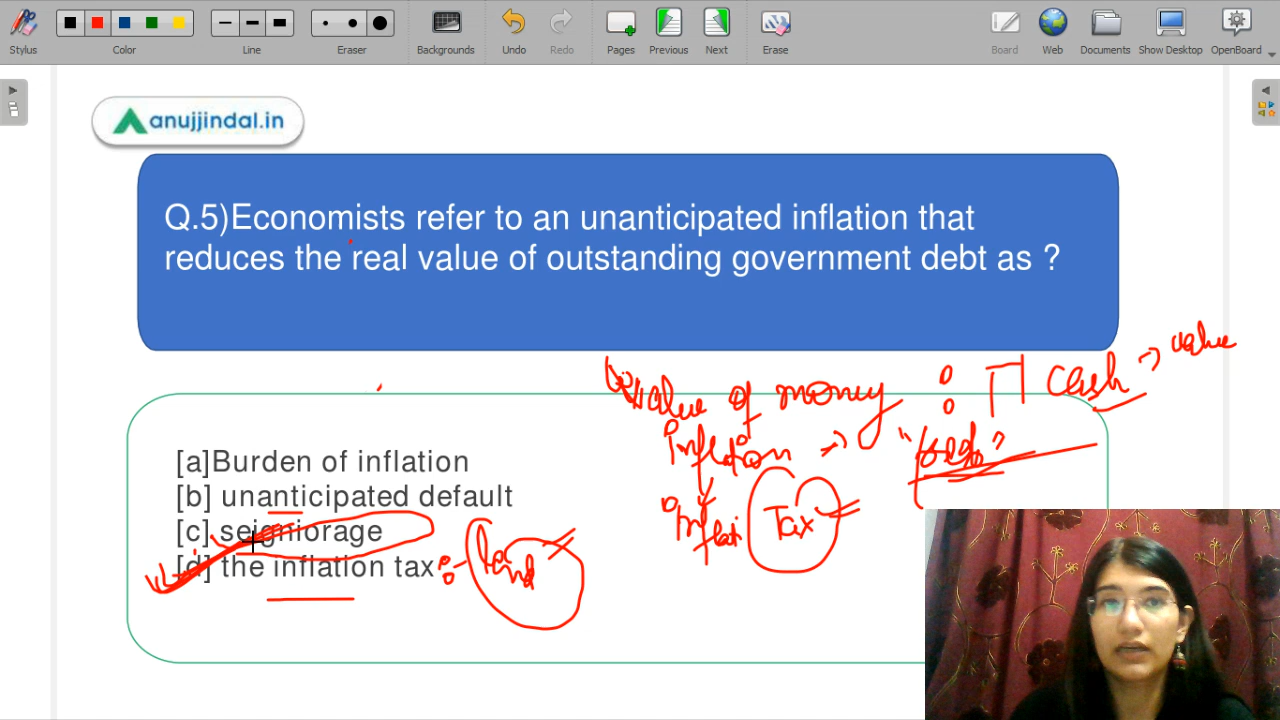 Stylus
Color
Line
Eraser
Backgrounds
Undo
Redo
Pages
Previous
Next
Erase
Board
Web
Documents
Show Desktop
OpenBoard
anujjindal.in
Q.5)Economists refer to an unanticipated inflation that
reduces the real value of outstanding government debt as ?
value of money : cash → value
inflation →
Tax
[a]Burden of inflation
[b] unanticipated default
[c] seigniorage
[d] the inflation tax